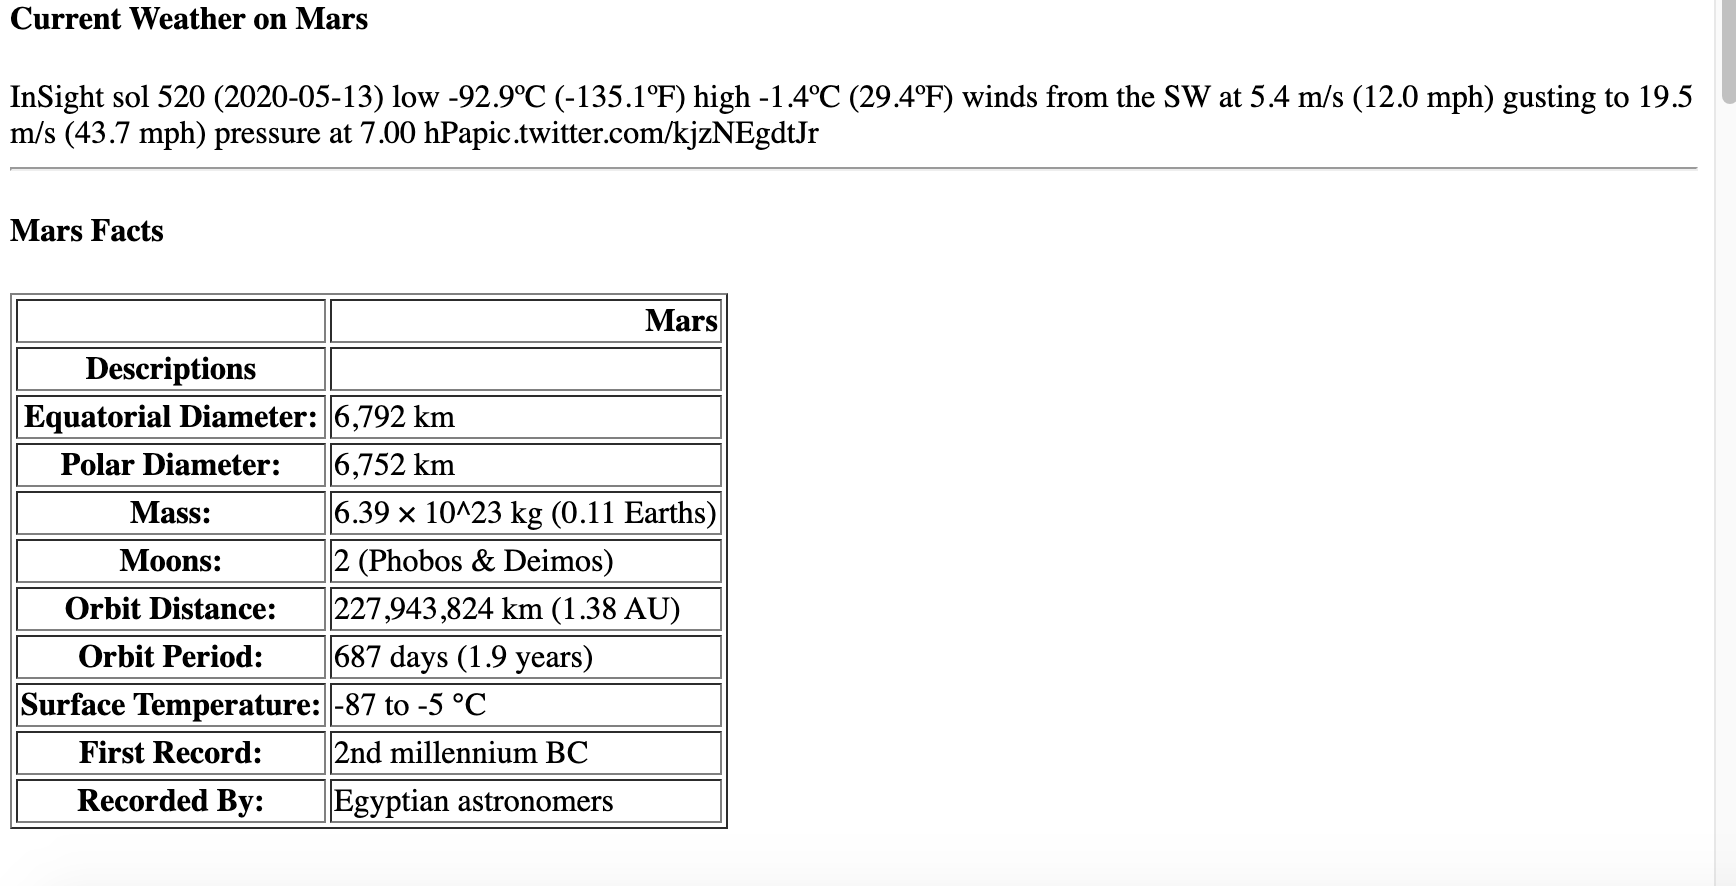 Current Weather on Mars
InSight sol 520 (2020-05-13) low -92.9ºC (-135.1ºF) high -1.4ºC (29.4ºF) winds from the SW at 5.4 m/s (12.0 mph) gusting to 19.5
m/s (43.7 mph) pressure at 7.00 hPapic.twitter.com/kjzNEgdtJr
Mars Facts
Mars
Descriptions
Equatorial Diameter: 6,792 km
Polar Diameter: 6,752 km
Mass: 6.39 × 10^23 kg (0.11 Earths)
Moons: 2 (Phobos & Deimos)
Orbit Distance: 227,943,824 km (1.38 AU)
Orbit Period: 687 days (1.9 years)
Surface Temperature: -87 to -5 °C
First Record: 2nd millennium BC
Recorded By: Egyptian astronomers